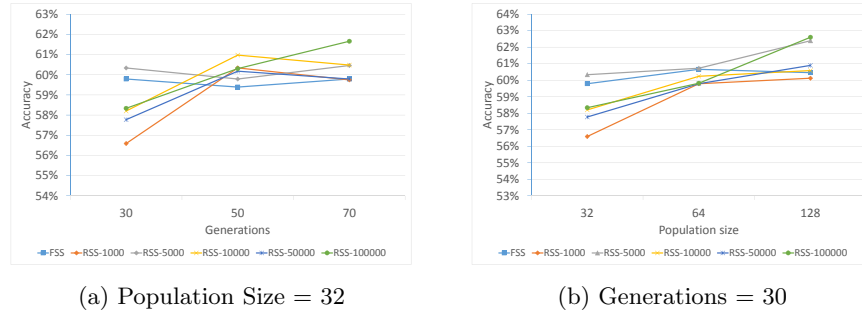 63%
62%
61%
60%
59%
58%
57%
56%
55%
54%
Accuracy
30 50 70
Generations
FSS RSS-1000 RSS-5000 RSS-10000 RSS-50000 RSS-100000
(a) Population Size = 32
64%
63%
62%
61%
60%
59%
58%
57%
56%
55%
54%
53%
Accuracy
32 64 128
Population size
FSS RSS-1000 RSS-5000 RSS-10000 RSS-50000 RSS-100000
(b) Generations = 30